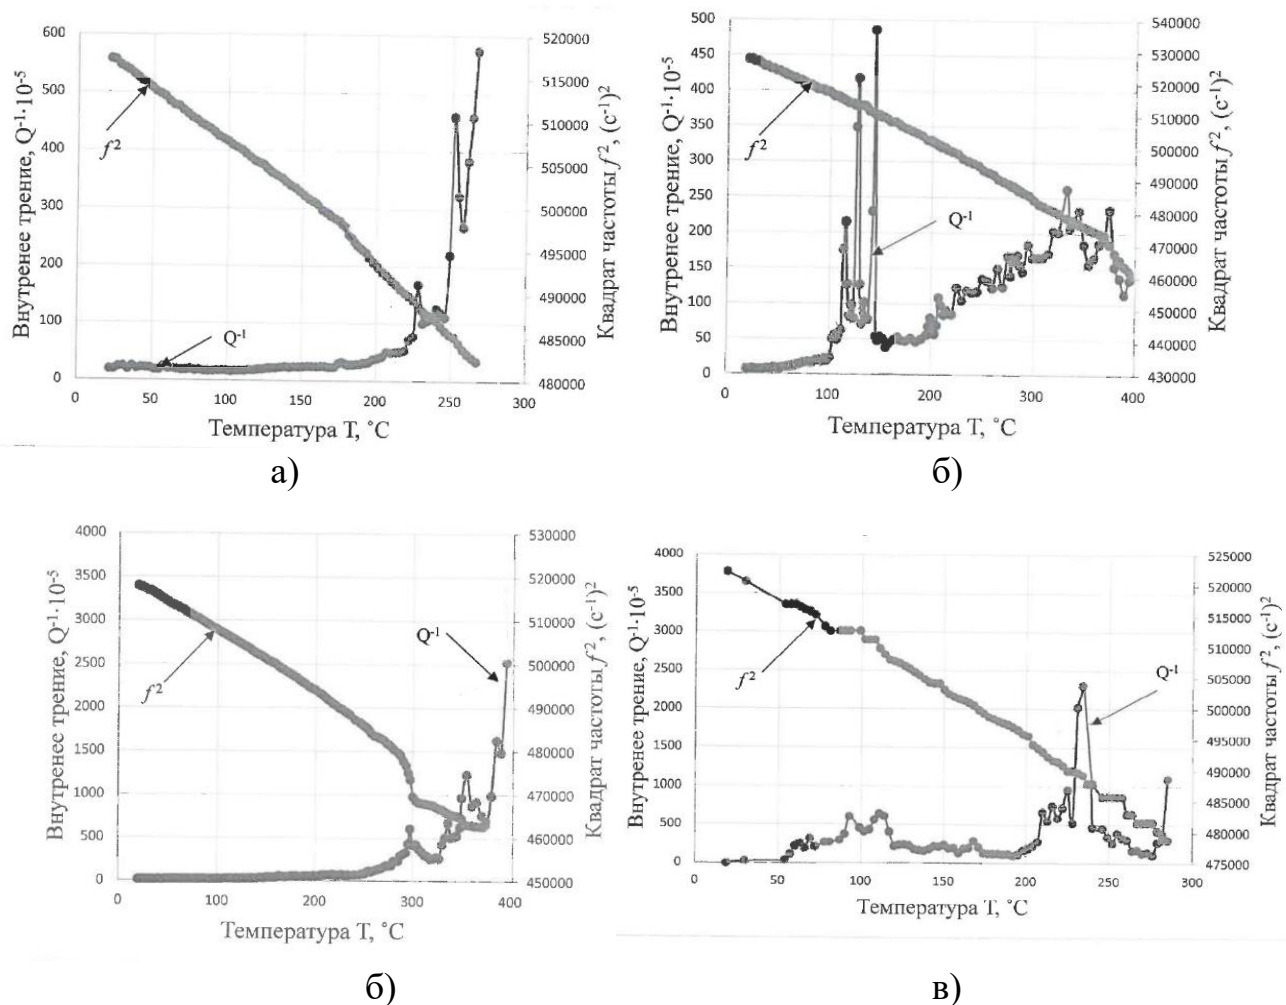 600
500
400
300
200
100
0
Внутренее трение, Q⁻¹·10⁻⁵
520000
515000
510000
505000
500000
495000
490000
485000
480000
Квадрат частоты f², (с⁻¹)²
f²
Q⁻¹
0 50 100 150 200 250 300
Температура T, °C
а)
500
450
400
350
300
250
200
150
100
50
0
Внутренее трение, Q⁻¹·10⁻⁵
540000
530000
520000
510000
500000
490000
480000
470000
460000
450000
440000
430000
Квадрат частоты f², (с⁻¹)²
f²
Q⁻¹
0 100 200 300 400
Температура T, °C
б)
4000
3500
3000
2500
2000
1500
1000
500
0
Внутренее трение, Q⁻¹·10⁻⁵
530000
520000
510000
500000
490000
480000
470000
460000
450000
Квадрат частоты f², (с⁻¹)²
f²
Q⁻¹
0 100 200 300 400
Температура T, °C
б)
4000
3500
3000
2500
2000
1500
1000
500
0
Внутренее трение, Q⁻¹·10⁻⁵
525000
520000
515000
510000
505000
500000
495000
490000
485000
480000
475000
Квадрат частоты f², (с⁻¹)²
f²
Q⁻¹
0 50 100 150 200 250 300
Температура T, °C
в)